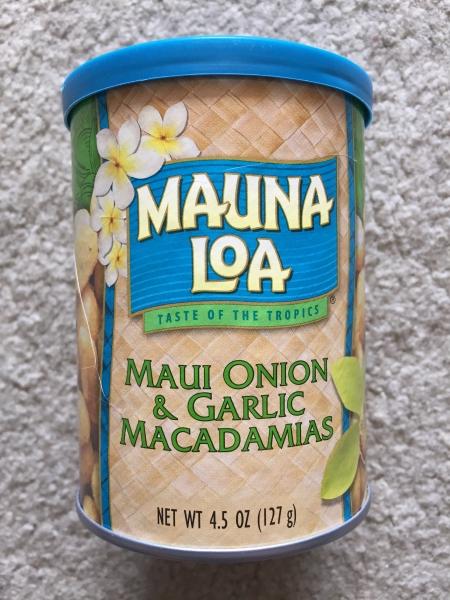 MAUNA
LOA
®
TASTE OF THE TROPICS
MAUI ONION
& GARLIC
MACADAMIAS
NET WT 4.5 OZ (127 g)